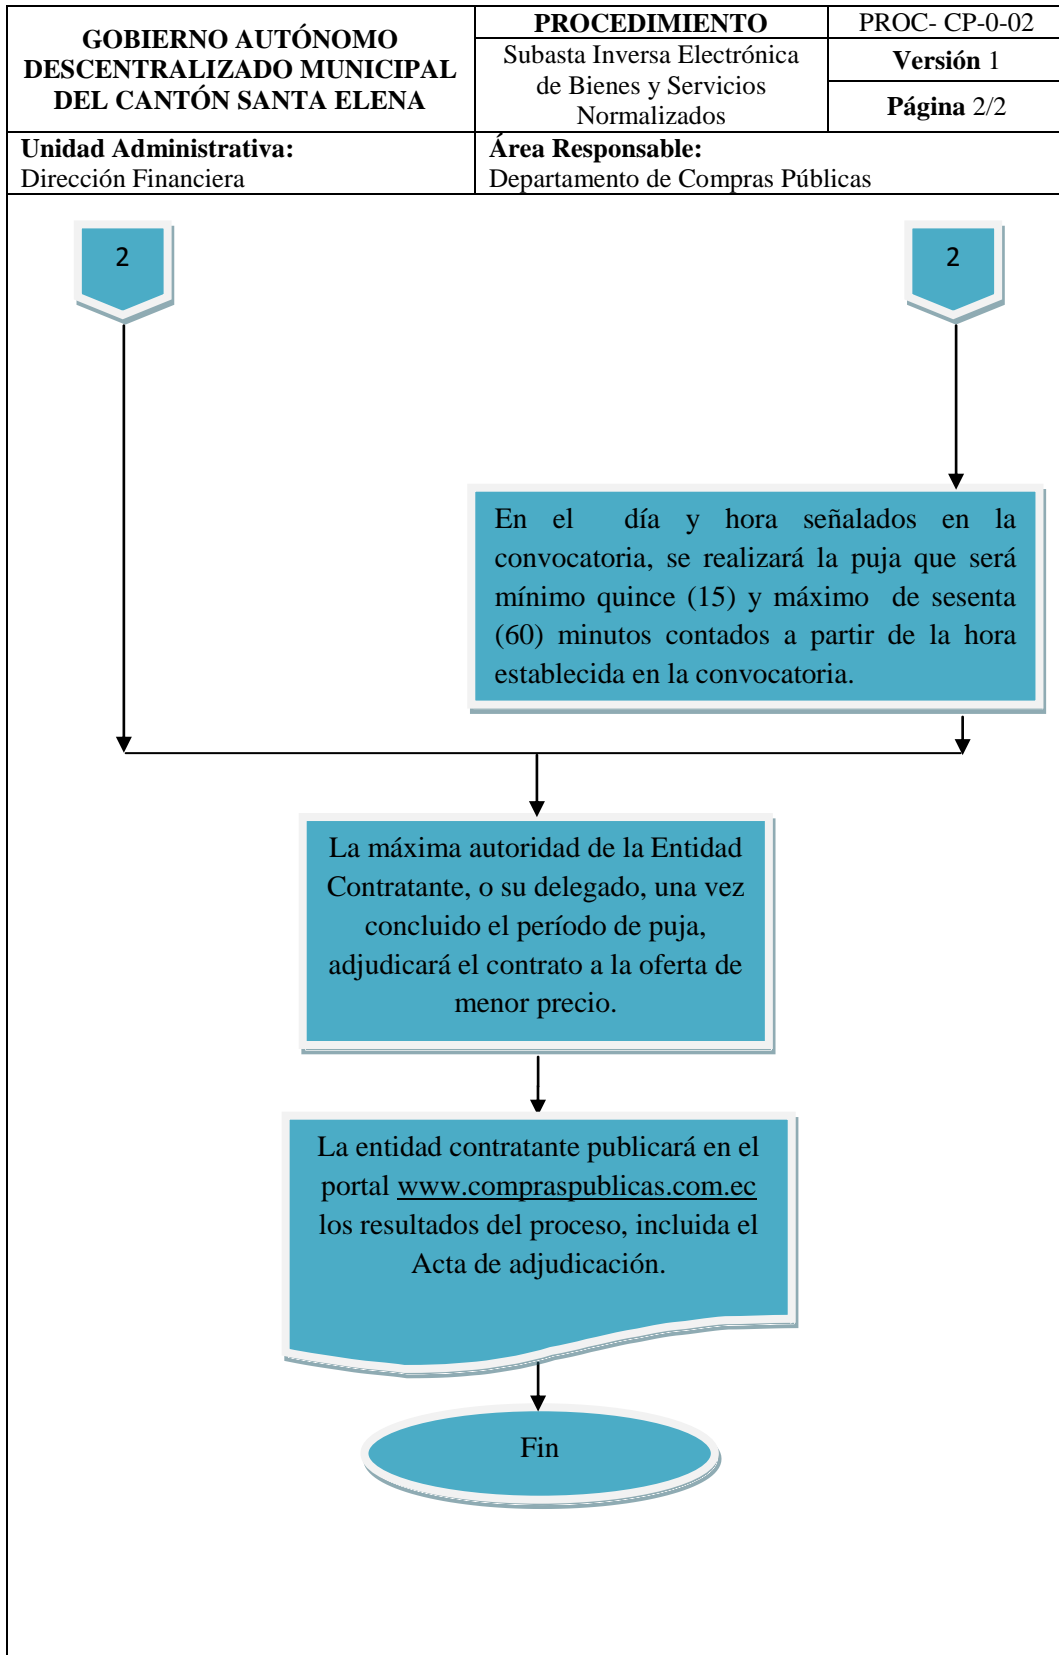 GOBIERNO AUTÓNOMO
DESCENTRALIZADO MUNICIPAL
DEL CANTÓN SANTA ELENA
PROCEDIMIENTO
Subasta Inversa Electrónica
de Bienes y Servicios
Normalizados
PROC- CP-0-02
Versión 1
Página 2/2
Unidad Administrativa:
Dirección Financiera
Área Responsable:
Departamento de Compras Públicas
2
2
En el día y hora señalados en la
convocatoria, se realizará la puja que será
mínimo quince (15) y máximo de sesenta
(60) minutos contados a partir de la hora
establecida en la convocatoria.
La máxima autoridad de la Entidad
Contratante, o su delegado, una vez
concluido el período de puja,
adjudicará el contrato a la oferta de
menor precio.
La entidad contratante publicará en el
portal www.compraspublicas.com.ec
los resultados del proceso, incluida el
Acta de adjudicación.
Fin